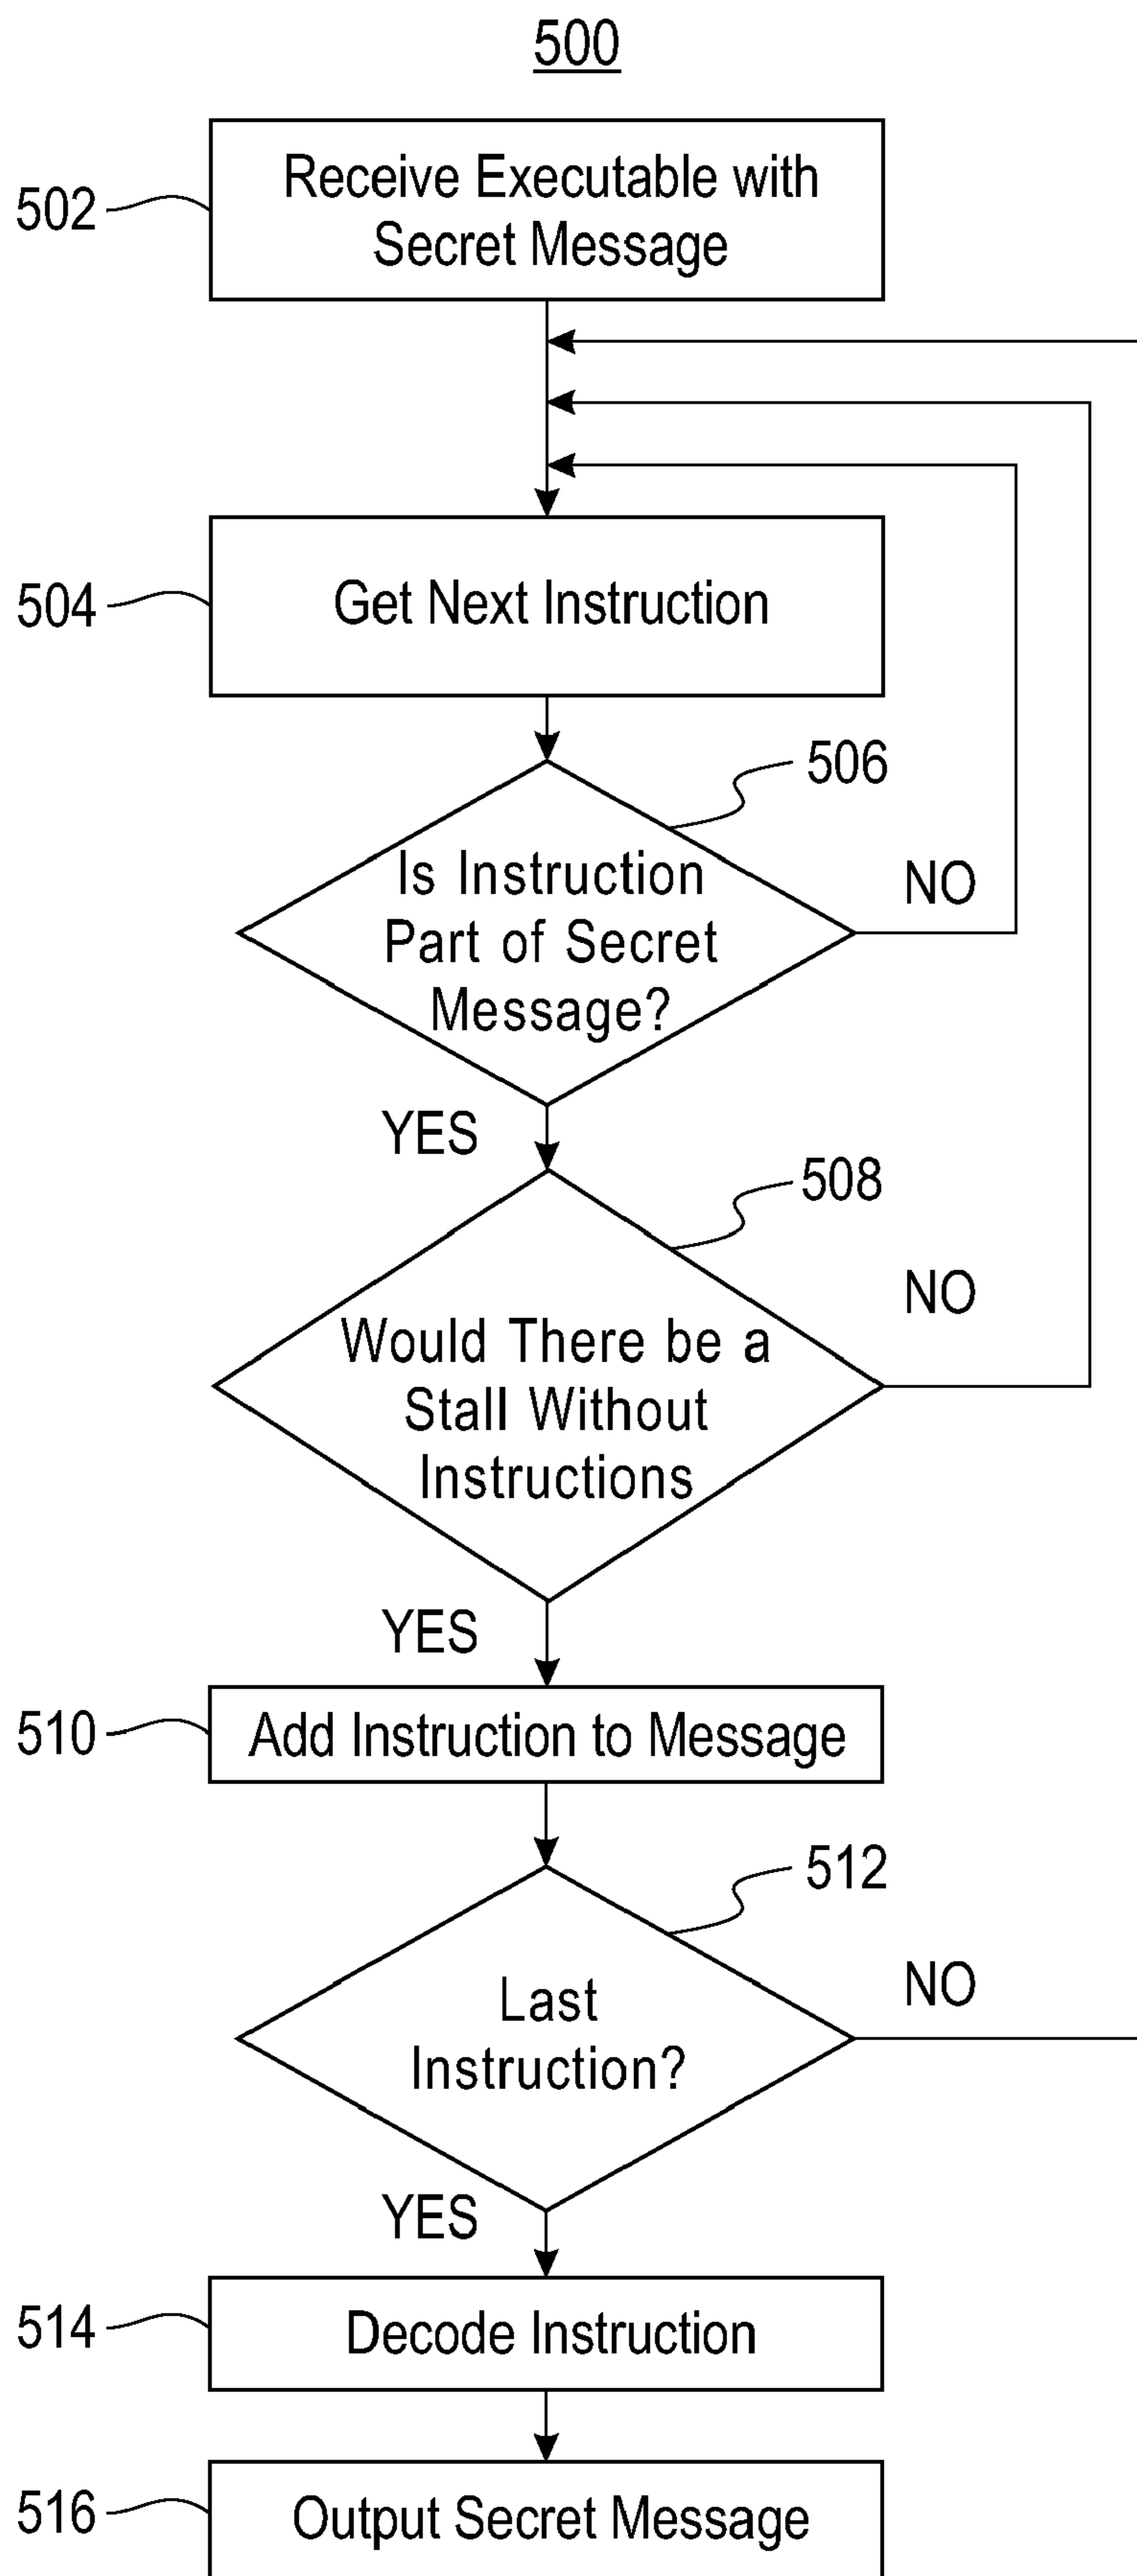 500
502
Receive Executable with
Secret Message
504
Get Next Instruction
506
Is Instruction
Part of Secret
Message?
NO
YES
508
Would There be a
Stall Without
Instructions
NO
YES
510
Add Instruction to Message
512
Last
Instruction?
NO
YES
514
Decode Instruction
516
Output Secret Message